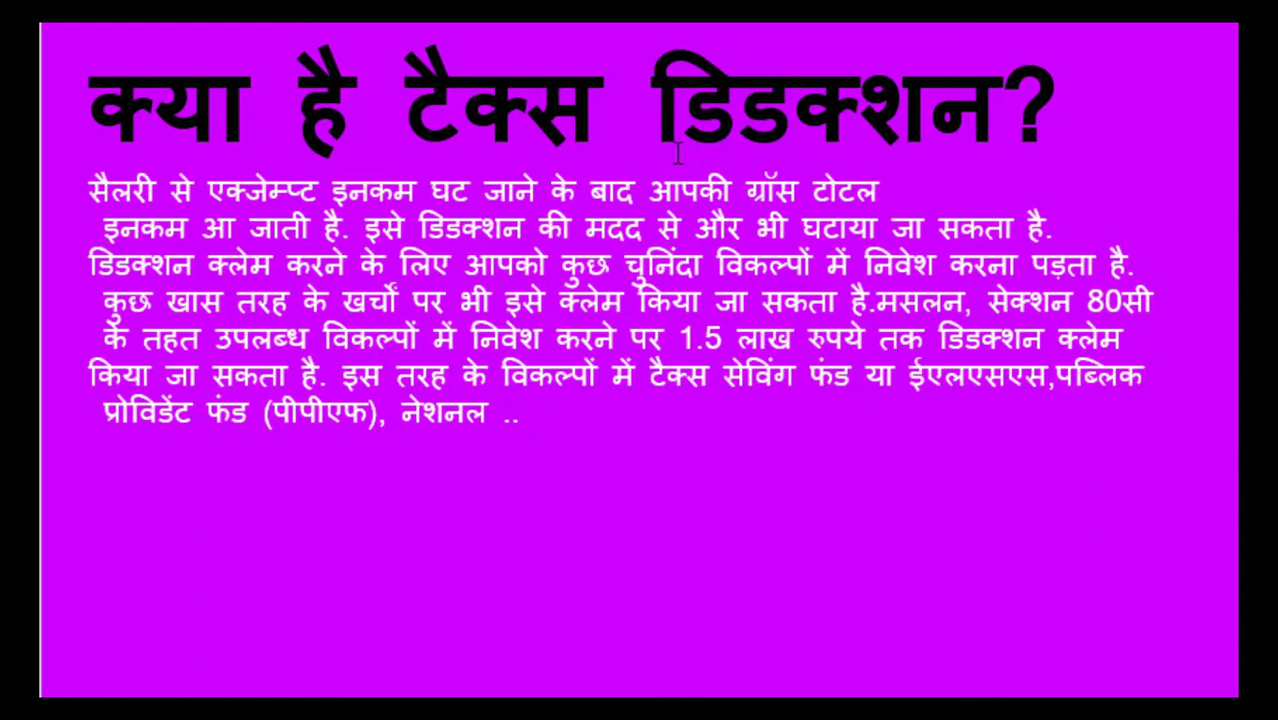 क्या है टैक्स डिडक्शन?
सैलरी से एक्जेम्प्ट इनकम घट जाने के बाद आपकी ग्रॉस टोटल
इनकम आ जाती है. इसे डिडक्शन की मदद से और भी घटाया जा सकता है.
डिडक्शन क्लेम करने के लिए आपको कुछ चुनिंदा विकल्पों में निवेश करना पड़ता है.
कुछ खास तरह के खर्चों पर भी इसे क्लेम किया जा सकता है.मसलन, सेक्शन 80सी
के तहत उपलब्ध विकल्पों में निवेश करने पर 1.5 लाख रुपये तक डिडक्शन क्लेम
किया जा सकता है. इस तरह के विकल्पों में टैक्स सेविंग फंड या ईएलएसएस,पब्लिक
प्रोविडेंट फंड (पीपीएफ), नेशनल ..